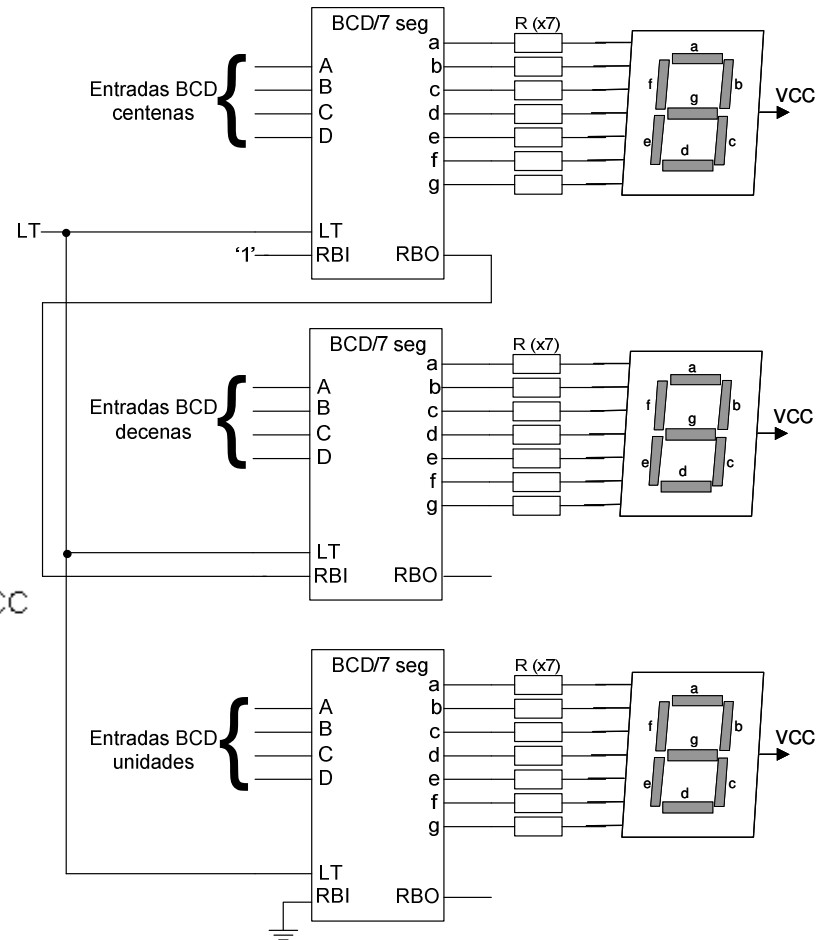 BCD/7 seg
R (x7)
Entradas BCD
centenas
A
B
C
D
a
b
c
d
e
f
g
a
b
c
d
e
f
g
VCC
LT
LT
'1'
RBI
RBO
BCD/7 seg
R (x7)
Entradas BCD
decenas
A
B
C
D
a
b
c
d
e
f
g
a
b
c
d
e
f
g
VCC
LT
RBI
RBO
CC
BCD/7 seg
R (x7)
Entradas BCD
unidades
A
B
C
D
a
b
c
d
e
f
g
a
b
c
d
e
f
g
VCC
LT
RBI
RBO